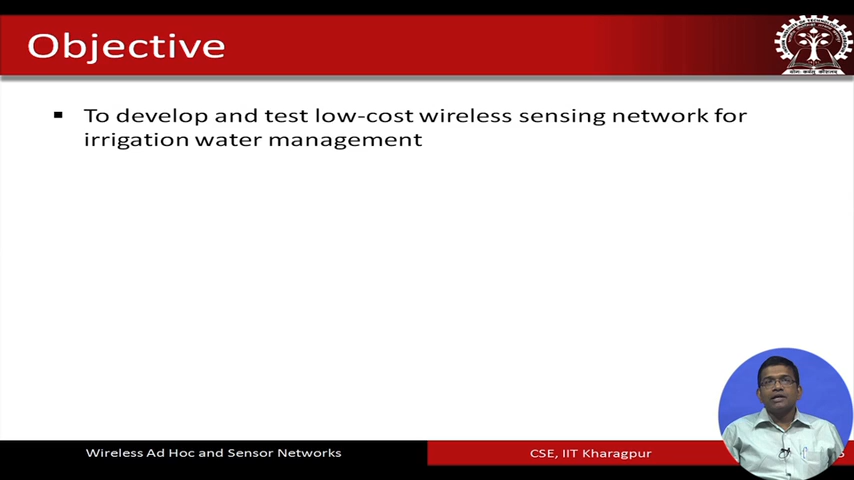 Objective
▪ To develop and test low-cost wireless sensing network for
irrigation water management
Wireless Ad Hoc and Sensor Networks
CSE, IIT Kharagpur